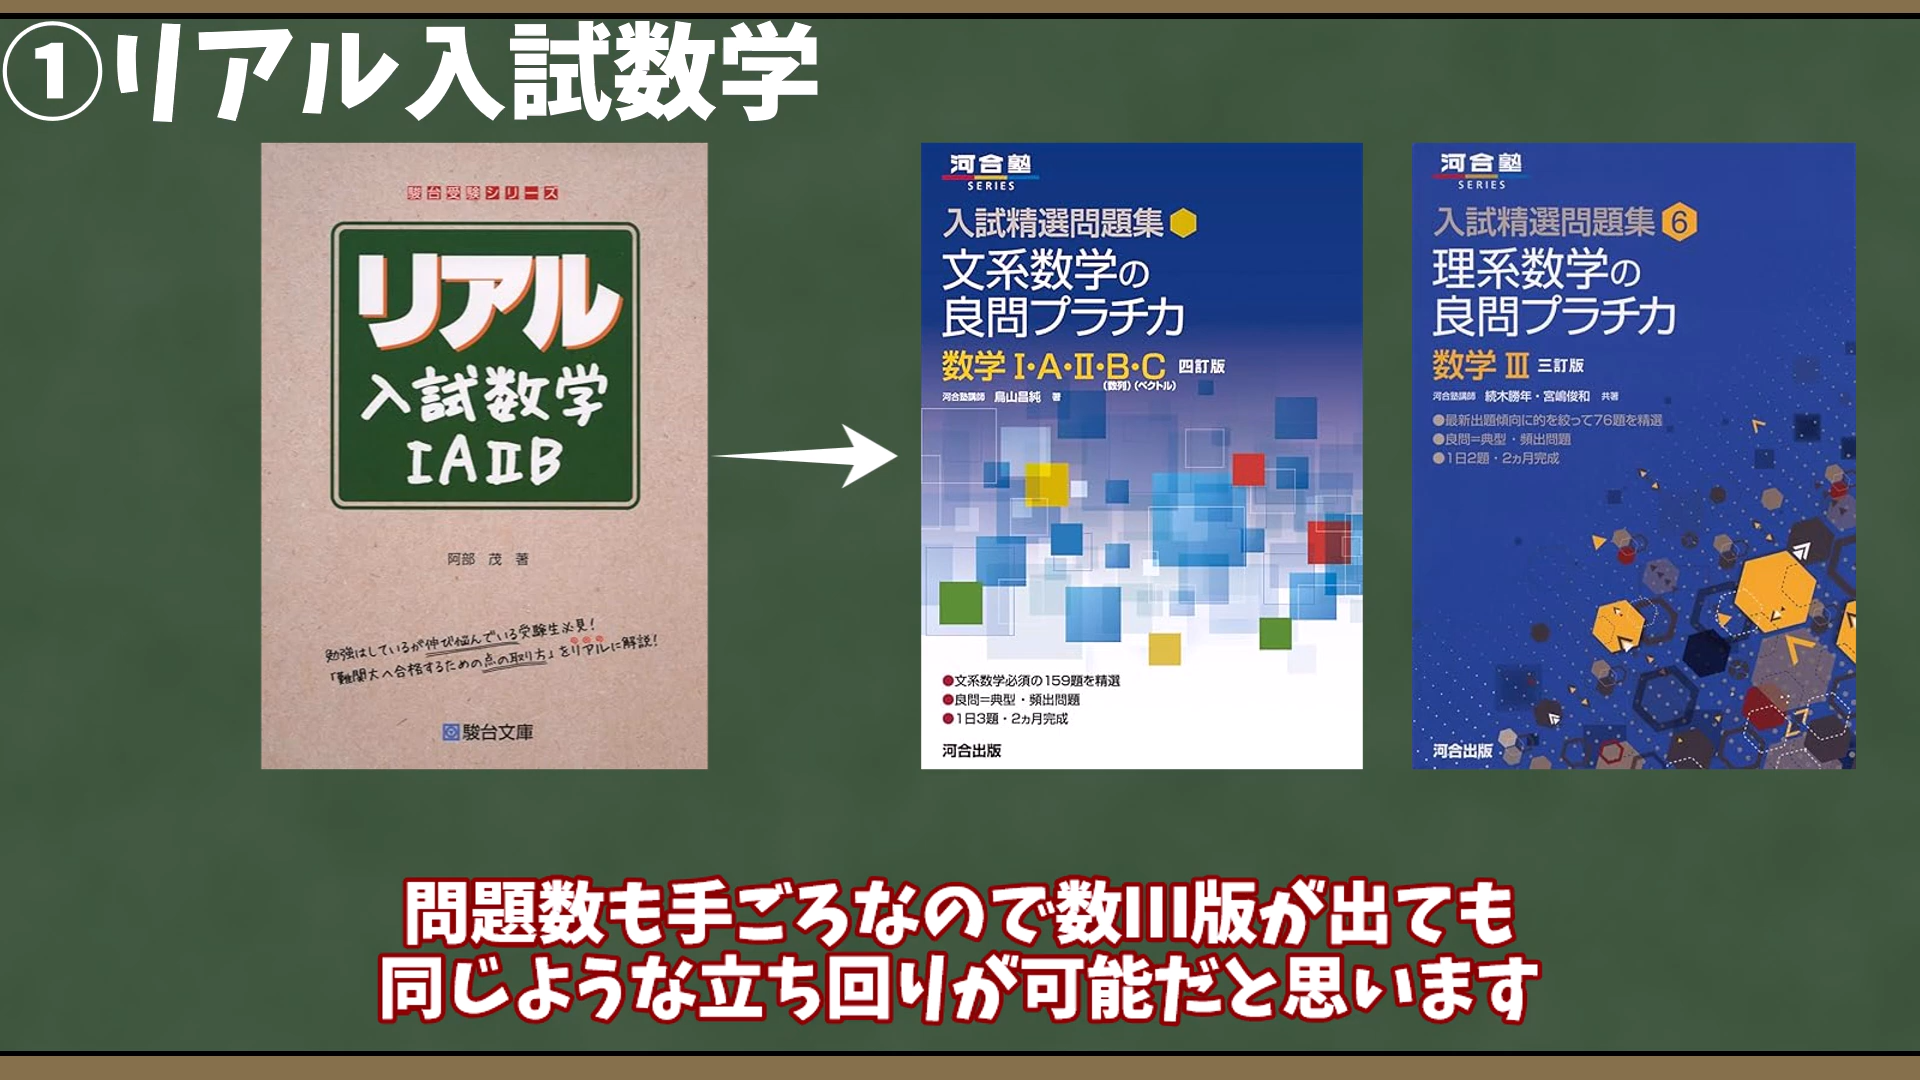 ①リアル入試数学
駿台受験シリーズ
リアル
入試数学
ⅠAⅡB
阿部 茂 著
勉強はしているが伸び悩んでいる受験生必見!
「難関大へ合格するための点の取り方」をリアルに解説!
駿台文庫
河合塾
SERIES
入試精選問題集
文系数学の
良問プラチカ
数学Ⅰ・A・Ⅱ・B・C 四訂版
(数列)(ベクトル)
河合塾講師 鳥山昌純 著
●文系数学必須の159題を精選
●良問=典型・頻出問題
●1日3題・2ヵ月完成
河合出版
河合塾
SERIES
入試精選問題集 6
理系数学の
良問プラチカ
数学Ⅲ 三訂版
河合塾講師 続木勝年・宮嶋俊和 共著
●最新出題傾向に的を絞って76題を精選
●良問=典型・頻出問題
●1日2題・2ヵ月完成
河合出版
問題数も手ごろなので数III版が出ても
同じような立ち回りが可能だと思います